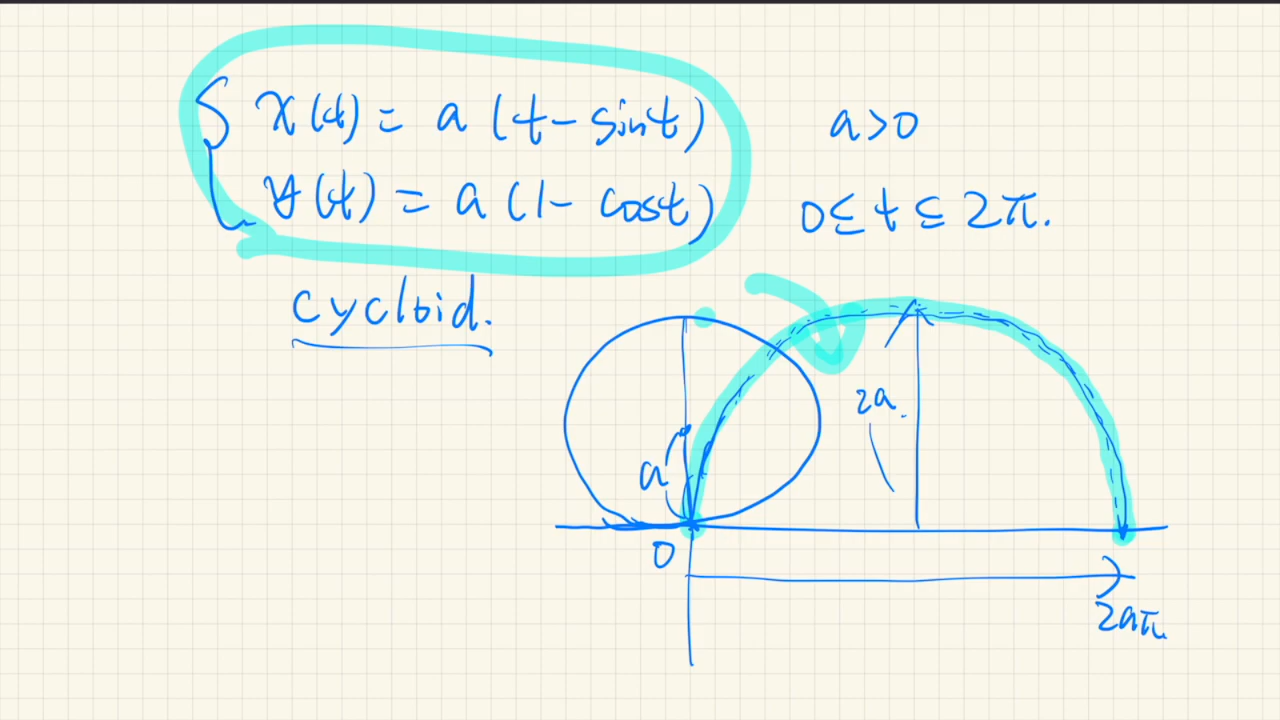 x(t) = a (t - sint)
a>0
y(t) = a (1 - cost)
0 ≤ t ≤ 2π.
cycloid.
2a.
a
0
2aπ